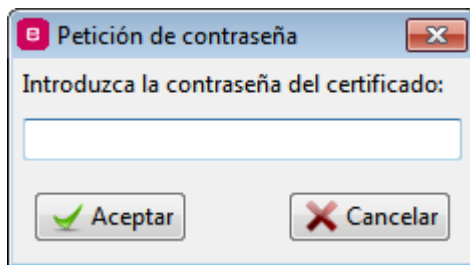 e Petición de contraseña
Introduzca la contraseña del certificado:
Aceptar
Cancelar